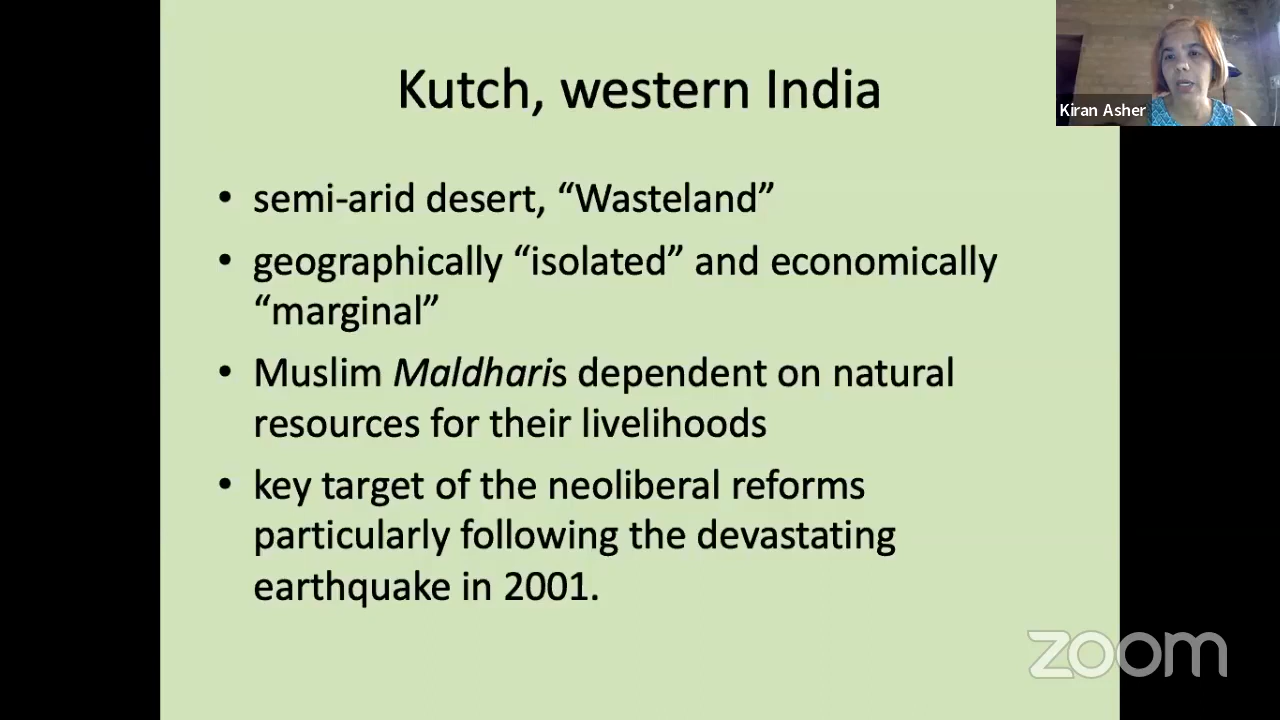 Kutch, western India
Kiran Asher
• semi-arid desert, “Wasteland”
• geographically “isolated” and economically
“marginal”
• Muslim Maldharis dependent on natural
resources for their livelihoods
• key target of the neoliberal reforms
particularly following the devastating
earthquake in 2001.
zoom